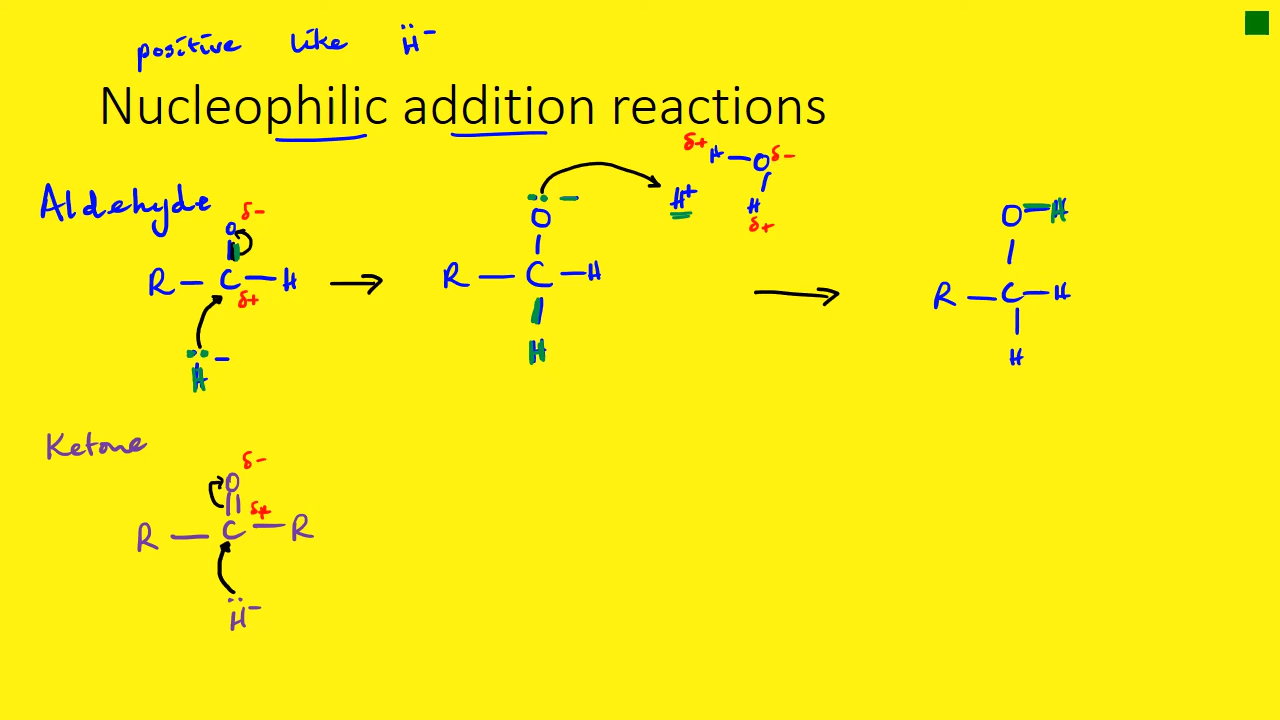 positive like Ḧ⁻
Nucleophilic addition reactions
δ+ H—O δ-
H⁺
H
δ+
Aldehyde
δ-
O
R—C—H
δ+
Ḧ⁻
Ö⁻
R—C—H
H
O—H
R—C—H
H
Ketone
δ-
O
δ+
R—C—R
Ḧ⁻